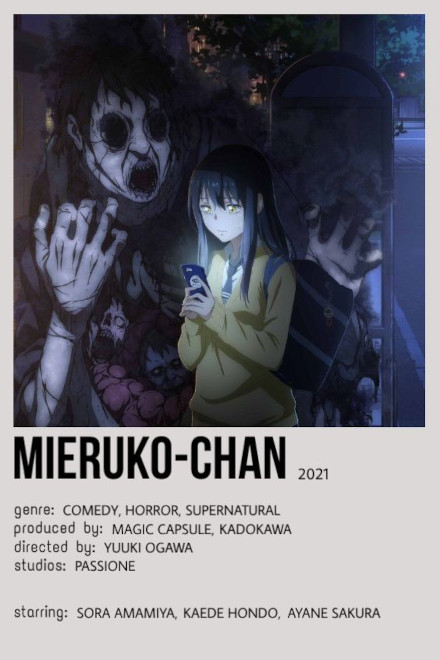 MIERUKO-CHAN 2021
genre: COMEDY, HORROR, SUPERNATURAL
produced by: MAGIC CAPSULE, KADOKAWA
directed by: YUUKI OGAWA
studios: PASSIONE
starring: SORA AMAMIYA, KAEDE HONDO, AYANE SAKURA